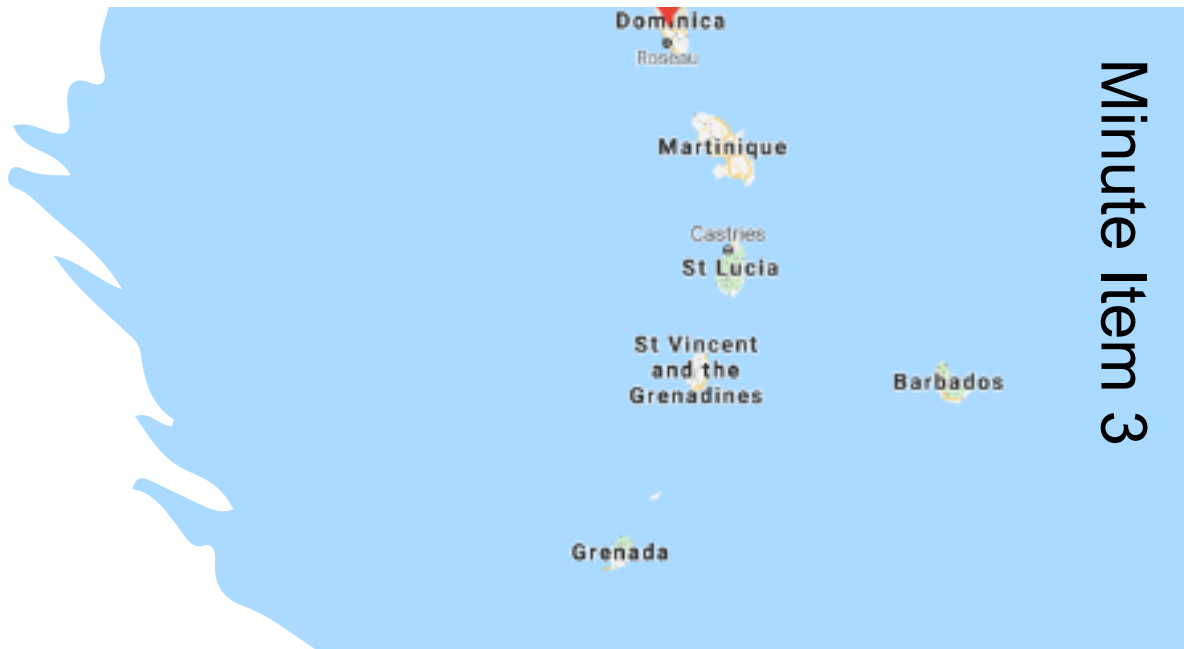 Dominica
Roseau
Martinique
Castries
St Lucia
St Vincent
and the
Grenadines
Barbados
Grenada
Minute Item 3